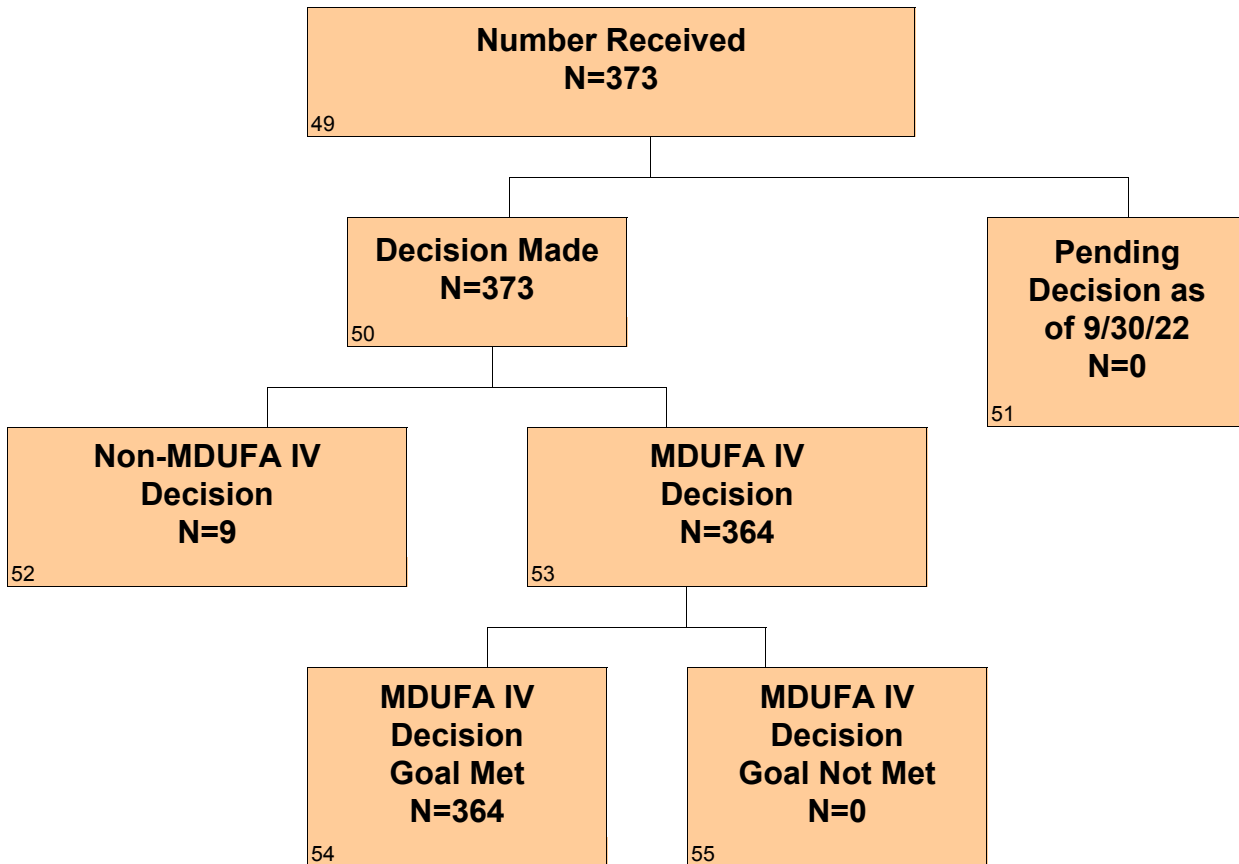 Number Received
N=373
49
Decision Made
N=373
50
Pending
Decision as
of 9/30/22
N=0
51
Non-MDUFA IV
Decision
N=9
52
MDUFA IV
Decision
N=364
53
MDUFA IV
Decision
Goal Met
N=364
54
MDUFA IV
Decision
Goal Not Met
N=0
55